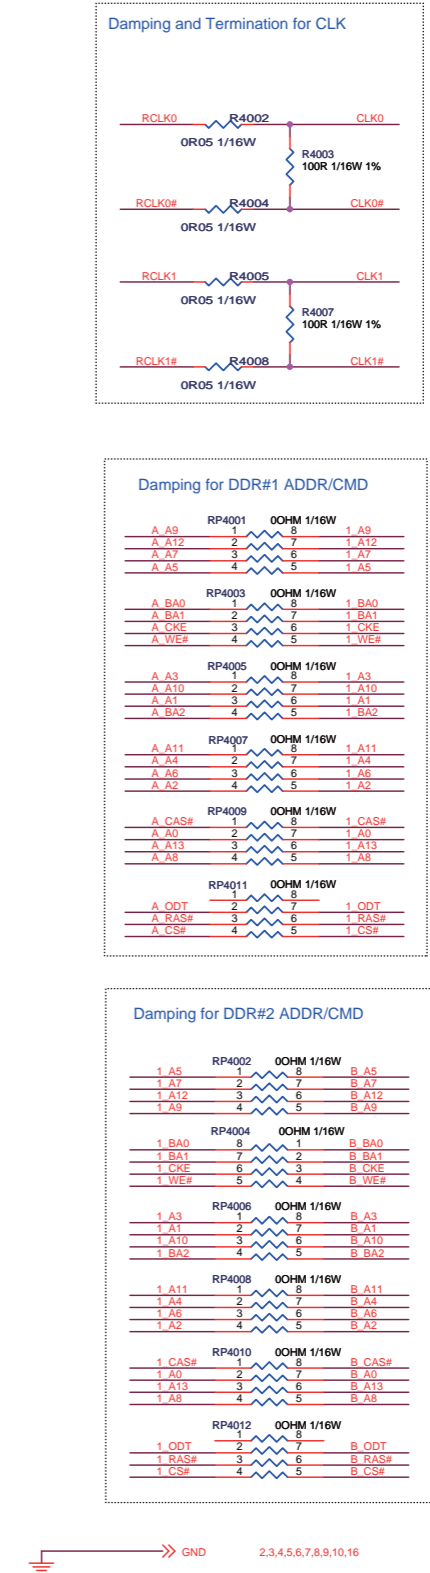 Damping and Termination for CLK
RCLK0 R4002 CLK0
0R05 1/16W
R4003
100R 1/16W 1%
RCLK0# R4004 CLK0#
0R05 1/16W
RCLK1 R4005 CLK1
0R05 1/16W
R4007
100R 1/16W 1%
RCLK1# R4008 CLK1#
0R05 1/16W
Damping for DDR#1 ADDR/CMD
RP4001 0OHM 1/16W
A_A9 1 8 1_A9
A_A12 2 7 1_A12
A_A7 3 6 1_A7
A_A5 4 5 1_A5
RP4003 0OHM 1/16W
A_BA0 1 8 1_BA0
A_BA1 2 7 1_BA1
A_CKE 3 6 1_CKE
A_WE# 4 5 1_WE#
RP4005 0OHM 1/16W
A_A3 1 8 1_A3
A_A10 2 7 1_A10
A_A1 3 6 1_A1
A_BA2 4 5 1_BA2
RP4007 0OHM 1/16W
A_A11 1 8 1_A11
A_A4 2 7 1_A4
A_A6 3 6 1_A6
A_A2 4 5 1_A2
RP4009 0OHM 1/16W
A_CAS# 1 8 1_CAS#
A_A0 2 7 1_A0
A_A13 3 6 1_A13
A_A8 4 5 1_A8
RP4011 0OHM 1/16W
1 8
A_ODT 2 7 1_ODT
A_RAS# 3 6 1_RAS#
A_CS# 4 5 1_CS#
Damping for DDR#2 ADDR/CMD
RP4002 0OHM 1/16W
1_A5 1 8 B_A5
1_A7 2 7 B_A7
1_A12 3 6 B_A12
1_A9 4 5 B_A9
RP4004 0OHM 1/16W
1_BA0 8 1 B_BA0
1_BA1 7 2 B_BA1
1_CKE 6 3 B_CKE
1_WE# 5 4 B_WE#
RP4006 0OHM 1/16W
1_A3 1 8 B_A3
1_A1 2 7 B_A1
1_A10 3 6 B_A10
1_BA2 4 5 B_BA2
RP4008 0OHM 1/16W
1_A11 1 8 B_A11
1_A4 2 7 B_A4
1_A6 3 6 B_A6
1_A2 4 5 B_A2
RP4010 0OHM 1/16W
1_CAS# 1 8 B_CAS#
1_A0 2 7 B_A0
1_A13 3 6 B_A13
1_A8 4 5 B_A8
RP4012 0OHM 1/16W
1 8
1_ODT 2 7 B_ODT
1_RAS# 3 6 B_RAS#
1_CS# 4 5 B_CS#
GND 2,3,4,5,6,7,8,9,10,16